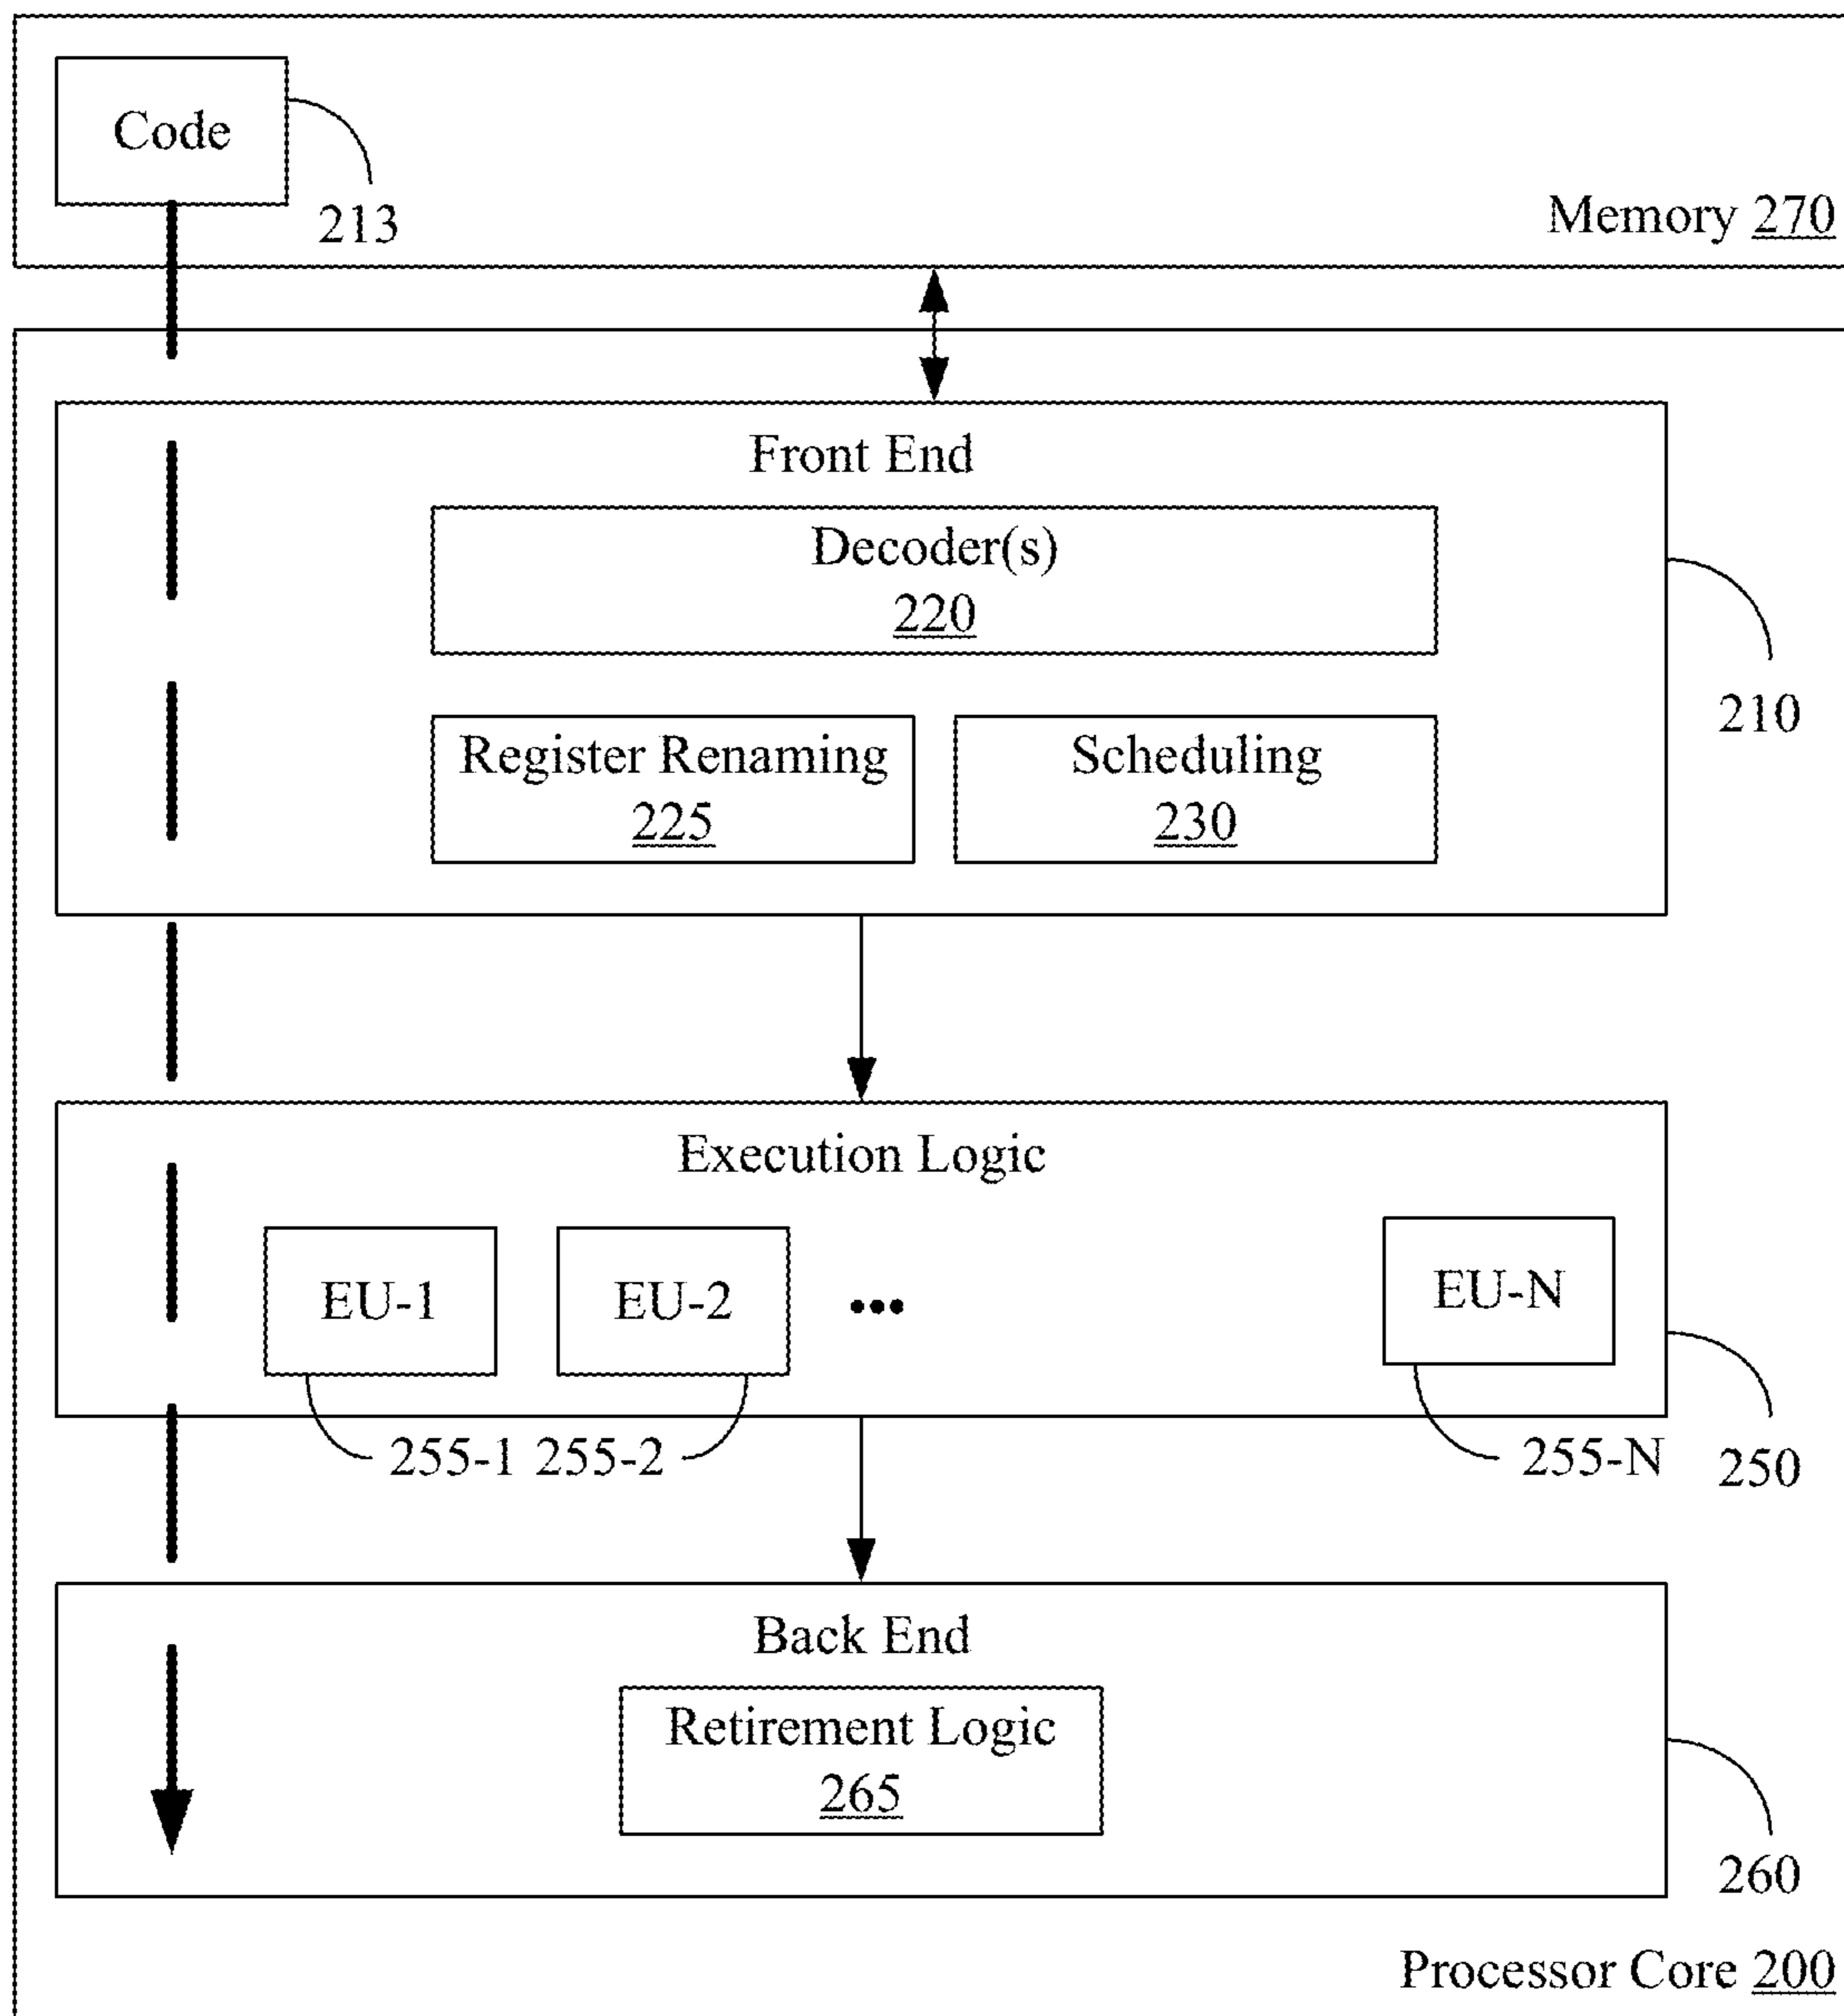 Code
213
Memory 270
Front End
Decoder(s)
220
210
Register Renaming
225
Scheduling
230
Execution Logic
EU-1
EU-2
•••
EU-N
255-1 255-2
255-N
250
Back End
Retirement Logic
265
260
Processor Core 200